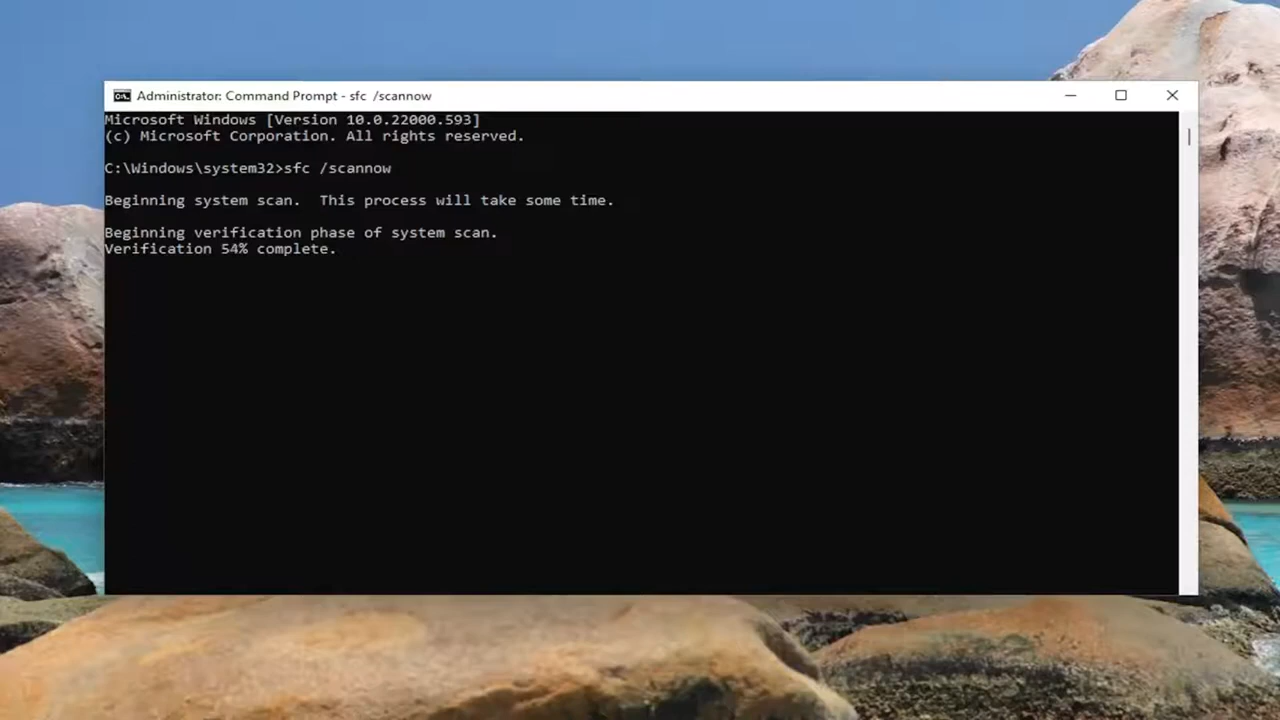 Administrator: Command Prompt - sfc  /scannow
Microsoft Windows [Version 10.0.22000.593]
(c) Microsoft Corporation. All rights reserved.
C:\Windows\system32>sfc /scannow
Beginning system scan.  This process will take some time.
Beginning verification phase of system scan.
Verification 54% complete.